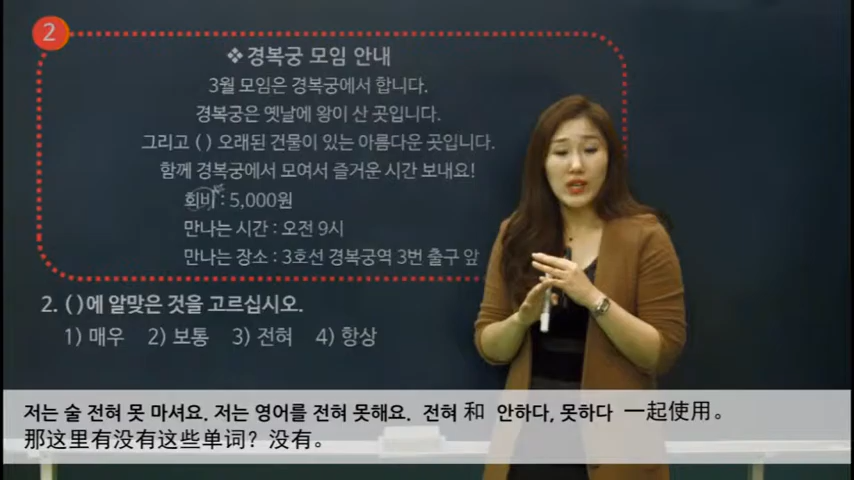 2
❖ 경복궁 모임 안내
3월 모임은 경복궁에서 합니다.
경복궁은 옛날에 왕이 산 곳입니다.
그리고 ( ) 오래된 건물이 있는 아름다운 곳입니다.
함께 경복궁에서 모여서 즐거운 시간 보내요!
회비 : 5,000원
만나는 시간 : 오전 9시
만나는 장소 : 3호선 경복궁역 3번 출구 앞
2. ( )에 알맞은 것을 고르십시오.
1) 매우 2) 보통 3) 전혀 4) 항상
저는 술 전혀 못 마셔요. 저는 영어를 전혀 못해요. 전혀 和 안하다, 못하다 一起使用。
那这里有没有这些单词？没有。